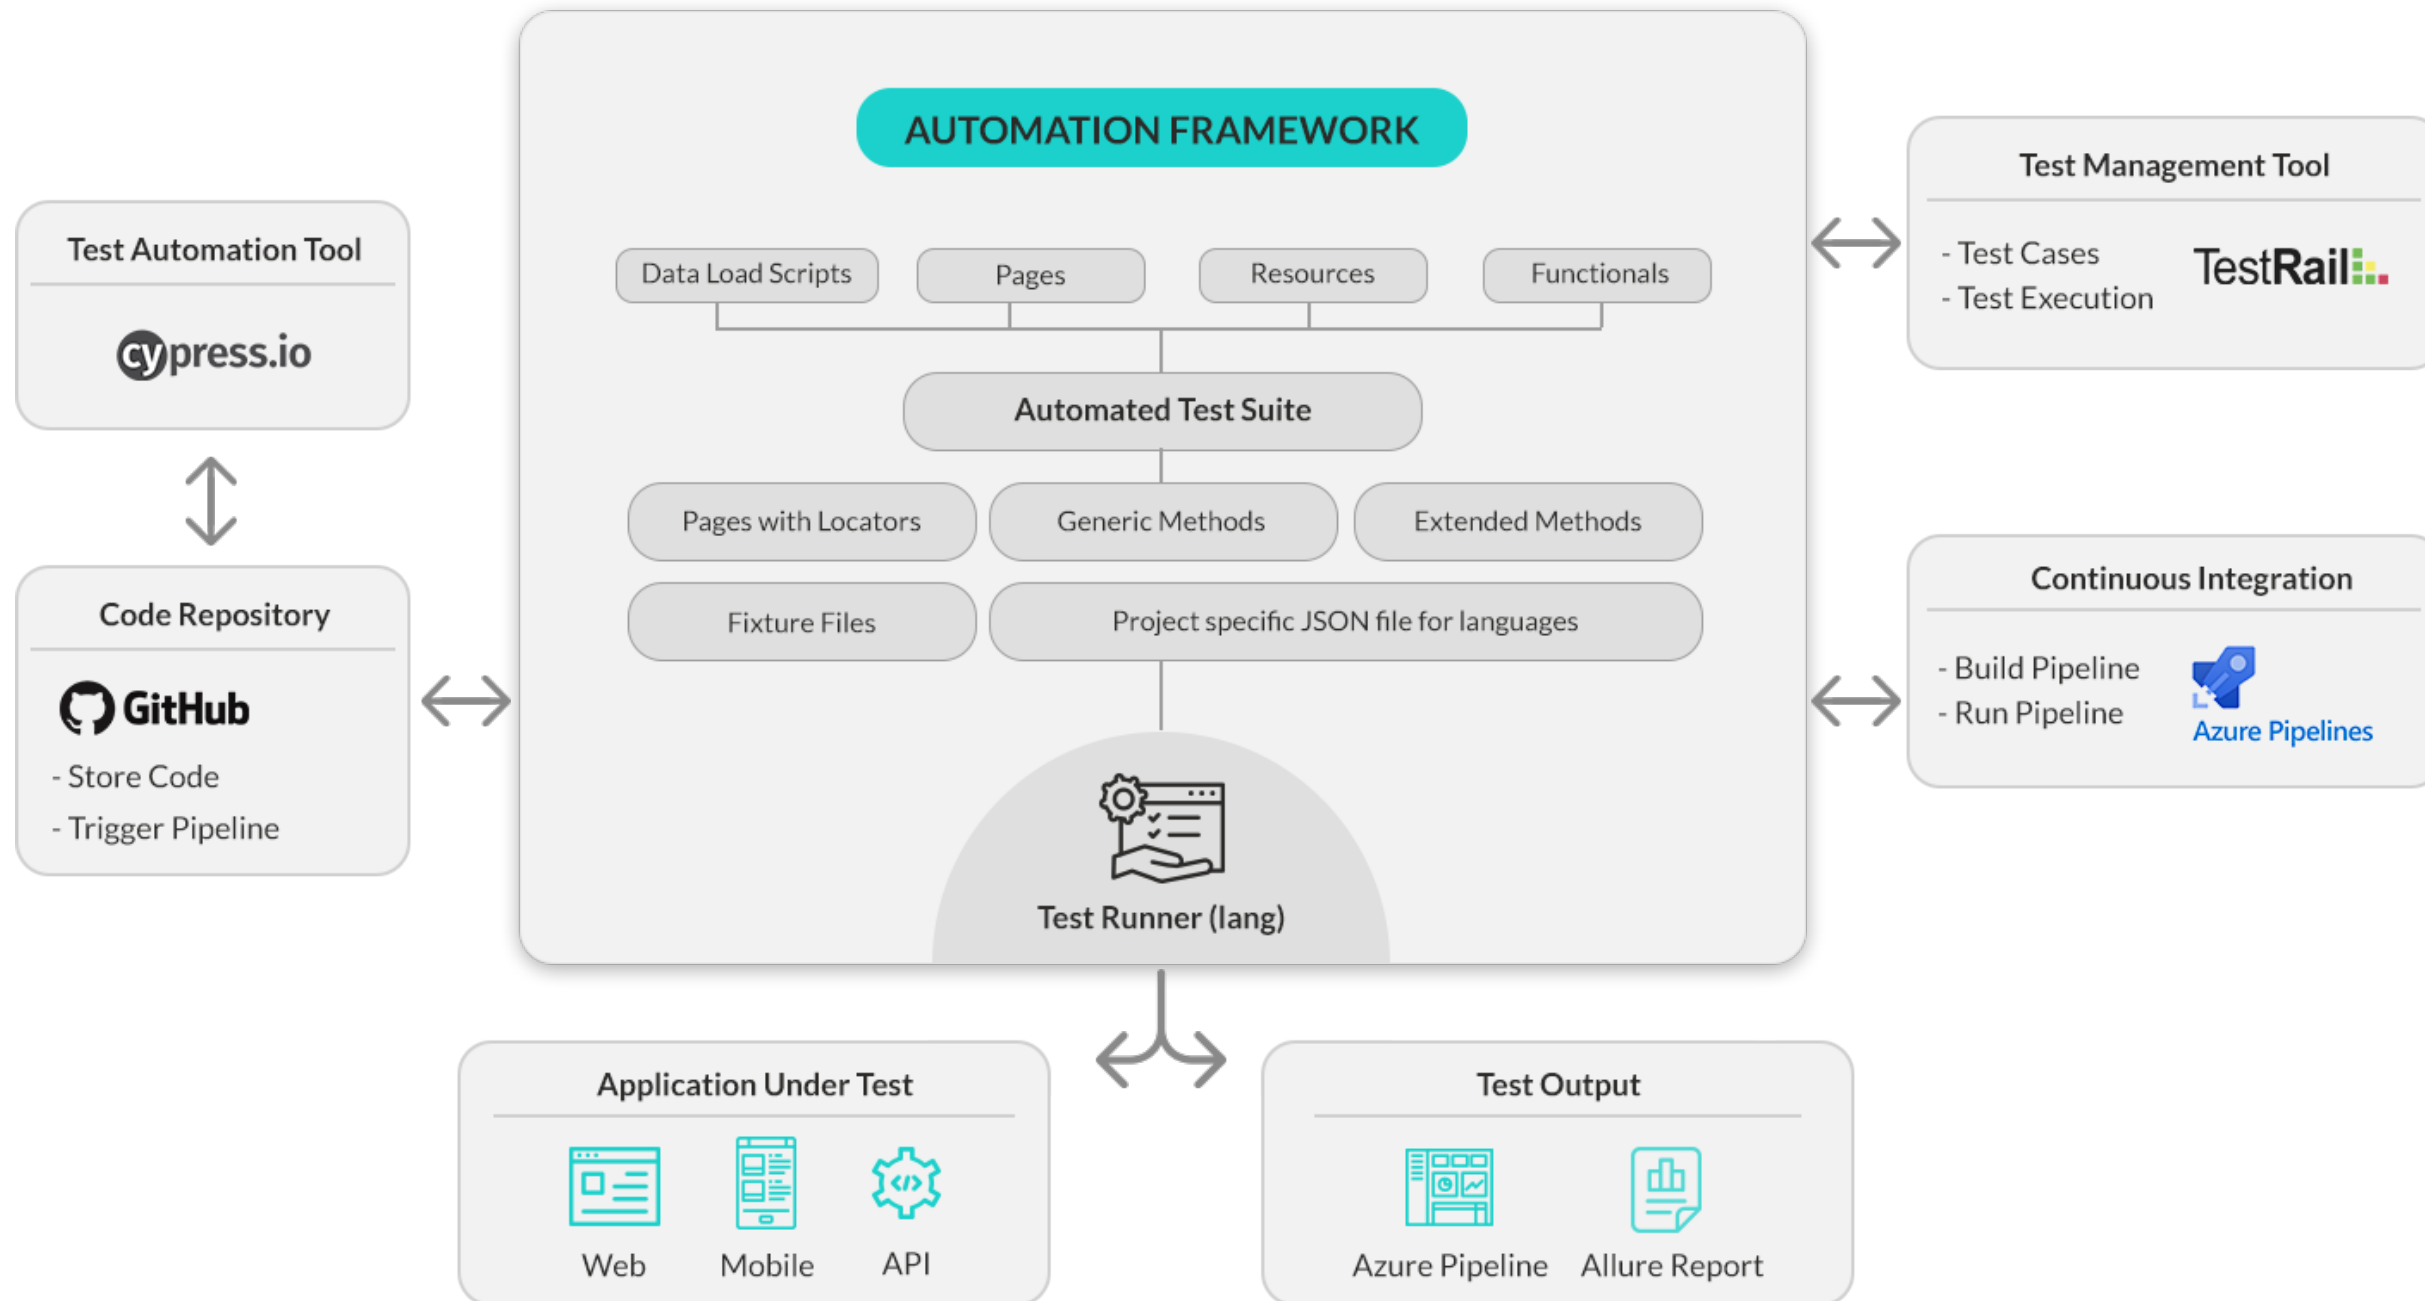 AUTOMATION FRAMEWORK
Data Load Scripts
Pages
Resources
Functionals
Automated Test Suite
Pages with Locators
Generic Methods
Extended Methods
Fixture Files
Project specific JSON file for languages
Test Runner (lang)
Test Automation Tool
cypress.io
Code Repository
GitHub
- Store Code
- Trigger Pipeline
Test Management Tool
- Test Cases
- Test Execution
TestRail
Continuous Integration
- Build Pipeline
- Run Pipeline
Azure Pipelines
Application Under Test
</>
Web
Mobile
API
Test Output
Azure Pipeline
Allure Report